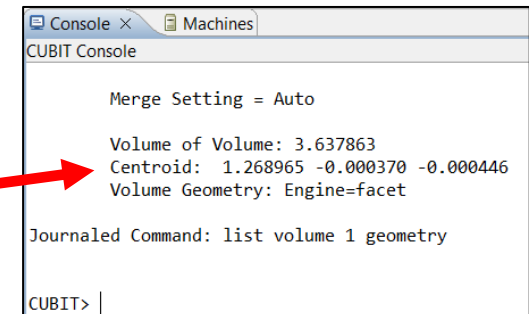 Console × Machines
CUBIT Console
Merge Setting = Auto
Volume of Volume: 3.637863
Centroid: 1.268965 -0.000370 -0.000446
Volume Geometry: Engine=facet
Journaled Command: list volume 1 geometry
CUBIT>